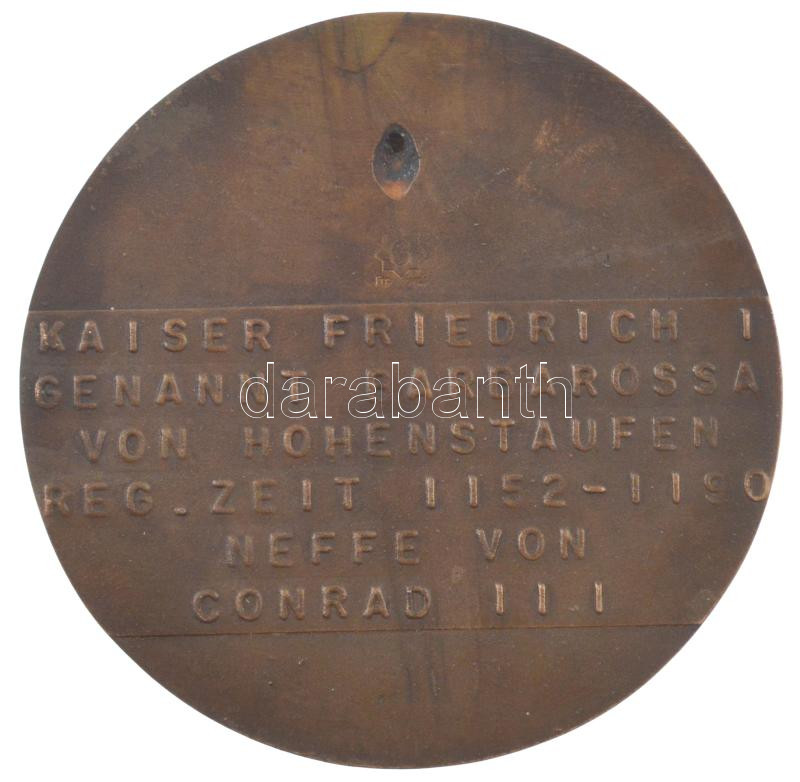 KAISER FRIEDRICH I
GENANNT BARBAROSSA
VON HOHENSTAUFEN
REG. ZEIT 1152-1190
NEFFE VON
CONRAD III
darabanth